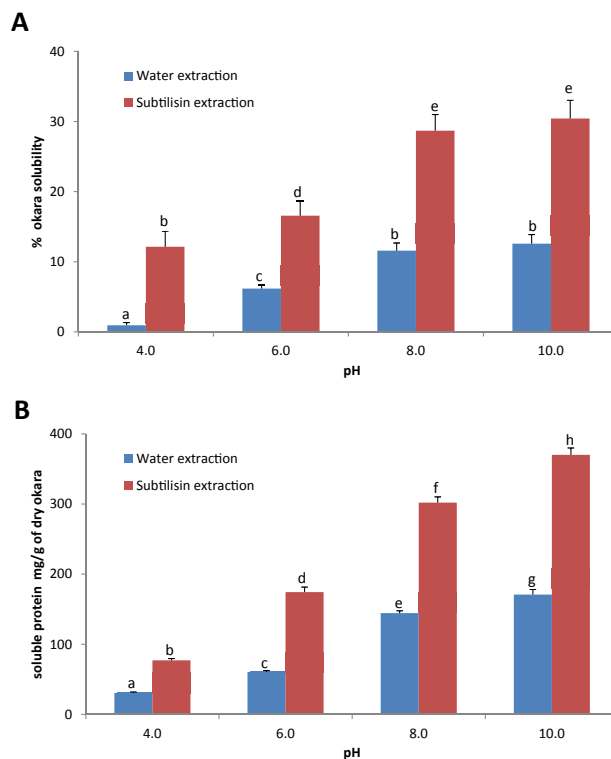 A
40
30
20
10
0
% okara solubility
Water extraction
Subtilisin extraction
a
b
c
d
b
e
b
e
4.0 6.0 8.0 10.0
pH
B
400
300
200
100
0
soluble protein mg/g of dry okara
Water extraction
Subtilisin extraction
a
b
c
d
e
f
g
h
4.0 6.0 8.0 10.0
pH